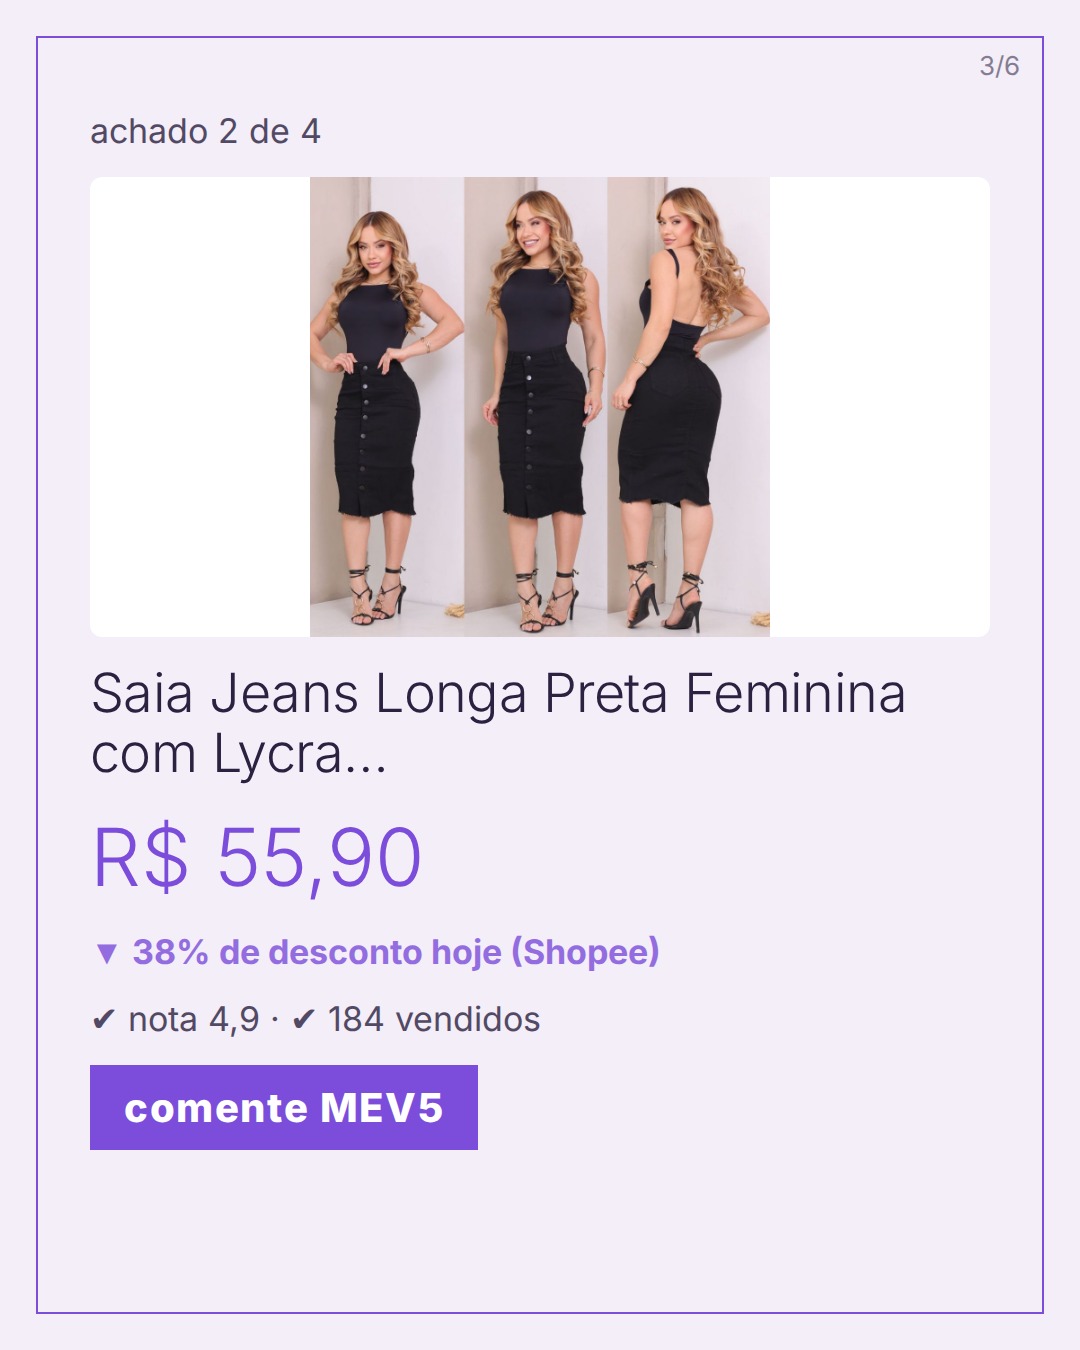 3/6
achado 2 de 4
Saia Jeans Longa Preta Feminina
com Lycra...
R$ 55,90
▼ 38% de desconto hoje (Shopee)
✔ nota 4,9 · ✔ 184 vendidos
comente MEV5